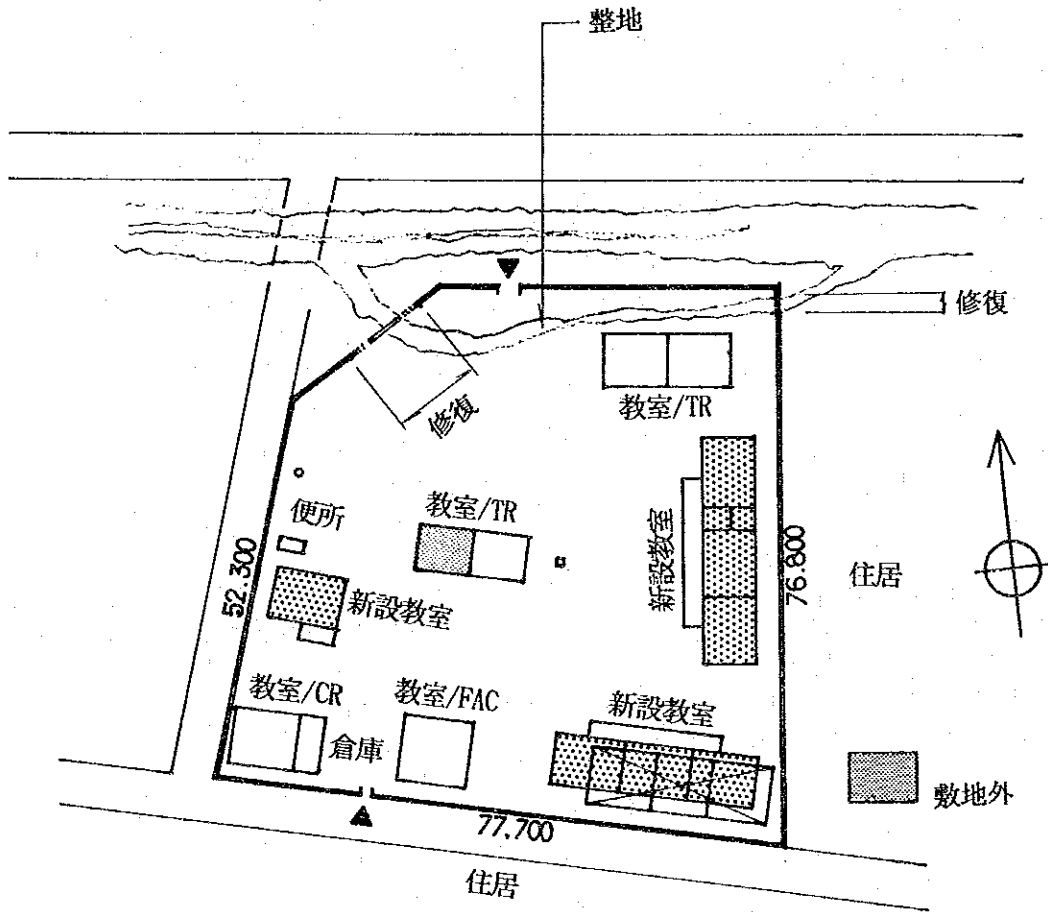 整地
修復
教室/TR
修復
教室/TR
便所
新設教室
76.800
住居
52.300
新設教室
教室/CR
教室/FAC
新設教室
倉庫
敷地外
77.700
住居